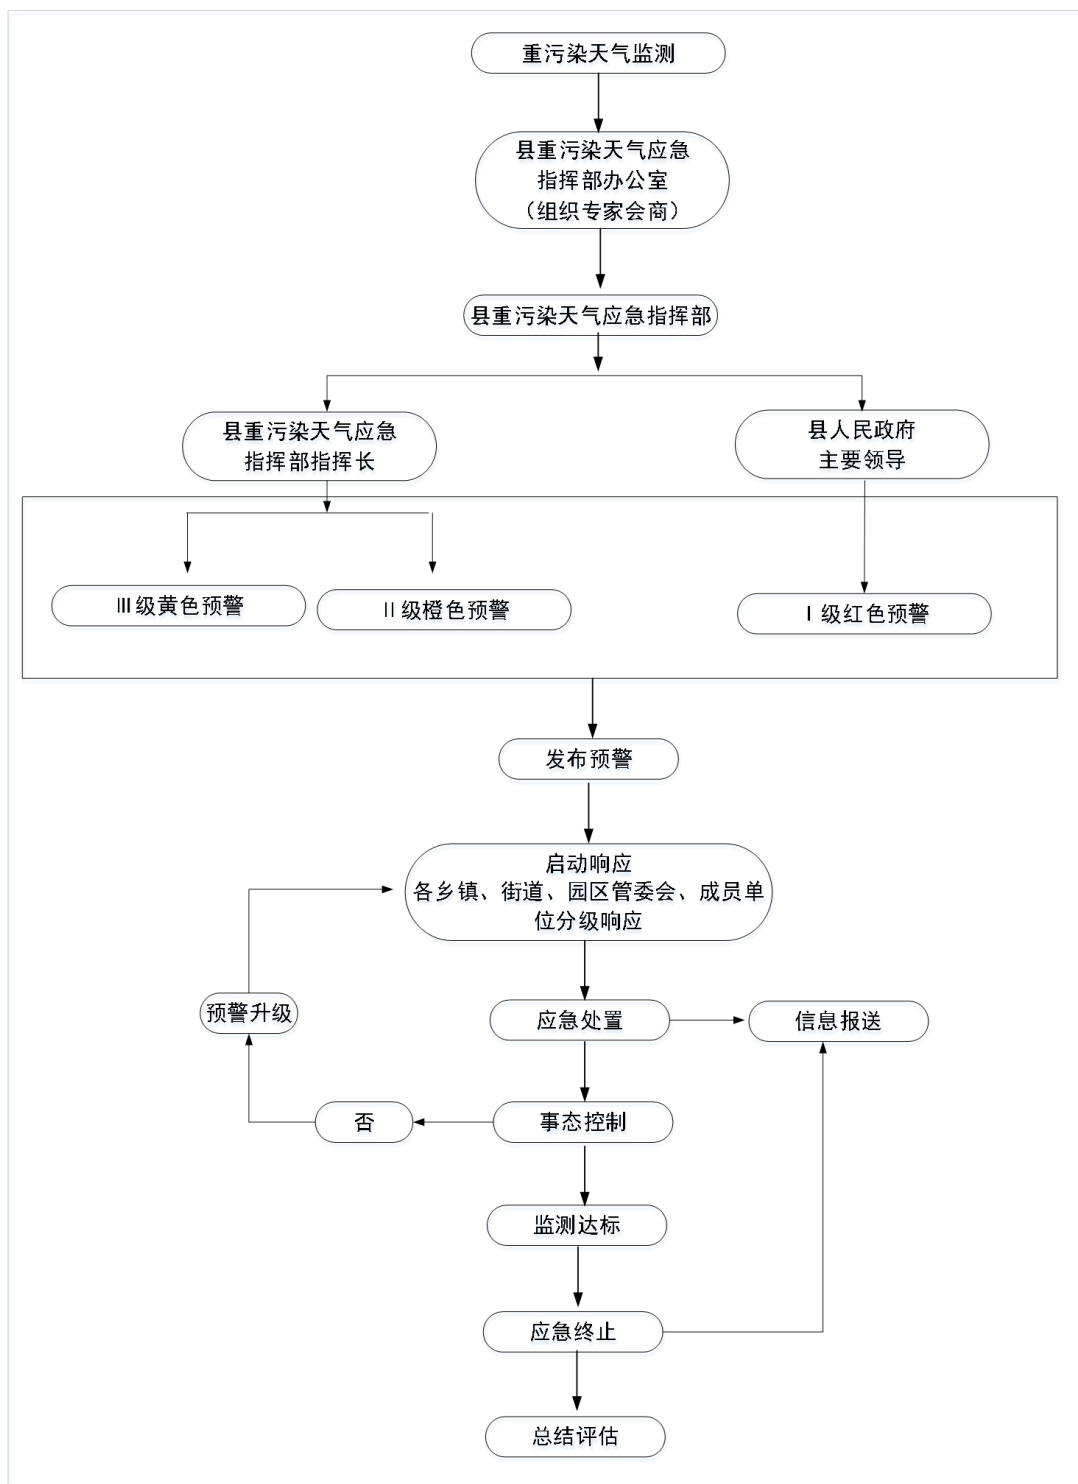 重污染天气监测
县重污染天气应急
指挥部办公室
（组织专家会商）
县重污染天气应急指挥部
县重污染天气应急
指挥部指挥长
县人民政府
主要领导
Ⅲ级黄色预警
Ⅱ级橙色预警
Ⅰ级红色预警
发布预警
启动响应
各乡镇、街道、园区管委会、成员单
位分级响应
预警升级
应急处置
信息报送
否
事态控制
监测达标
应急终止
总结评估